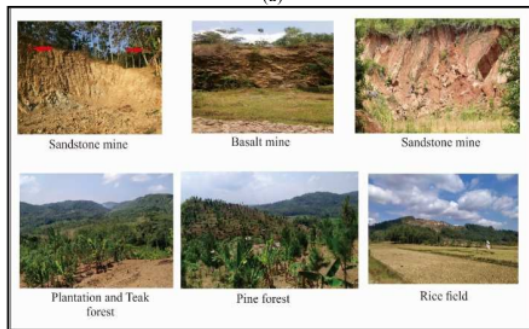 (a)
Sandstone mine
Basalt mine
Sandstone mine
Plantation and Teak
forest
Pine forest
Rice field